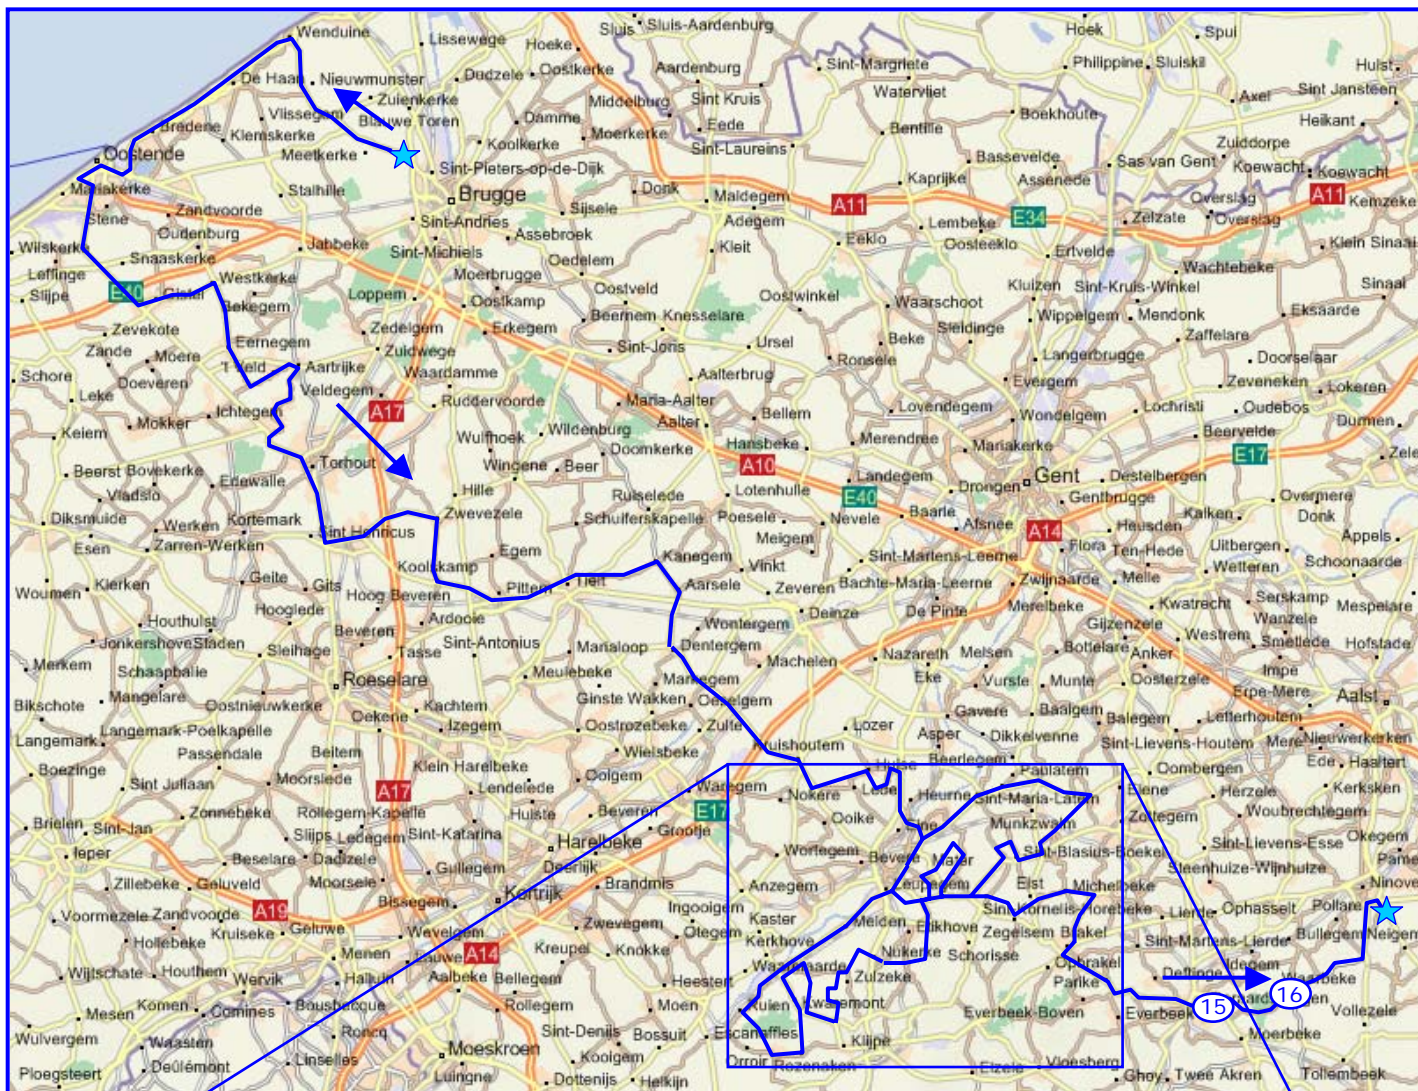 Wenduine
Lissewege
Hoeke
Sluis
Sluis-Aardenburg
Hoek
Spui
De Haan
Nieuwmunster
Dudzele
Oostkerke
Aardenburg
Sint-Margriete
Philippine
Sluiskil
Hulst
Zuienkerke
Middelburg
Sint Kruis
Watervliet
Axel
Sint Jansteen
Vlissegem
Blauwe Toren
Damme
Boekhoute
Bredene
Klemskerke
Moerkerke
Eede
Bentille
Heikant
Oostende
Meetkerke
Koolkerke
Sint-Laureins
Bassevelde
Sas van Gent
Zuiddorpe
Koewacht
Koewacht
Sint-Pieters-op-de-Dijk
Mariakerke
Stalhille
Brugge
Donk
Maldegem
Kaprijke
Assenede
A11
A11
Overslag
Kemzeke
Stene
Zandvoorde
Sint-Andries
Sijsele
Adegem
Lembeke
E34
Zelzate
Overslag
Wilskerke
Oudenburg
Jabbeke
Sint-Michiels
Assebroek
Kleit
Eeklo
Oosteeklo
Ertvelde
Klein Sinaai
Leffinge
Snaaskerke
Westkerke
Moerbrugge
Oedelem
Wachtebeke
Slijpe
E40
Gistel
Bekegem
Loppem
Oostkamp
Oostveld
Oostwinkel
Waarschoot
Kluizen
Sint-Kruis-Winkel
Sinaai
Zevekote
Zedelgem
Erkegem
Beernem
Knesselare
Sleidinge
Wippelgem
Mendonk
Eksaarde
Zande
Moere
Eernegem
Zuidwege
Sint-Joris
Ursel
Beke
Zaffelare
Schore
Doeveren
'T Veld
Aartrijke
Waardamme
Aalterbrug
Ronsele
Langerbrugge
Doorselaar
Leke
Veldegem
Evergem
Zeveneken
Lokeren
Mokker
Ichtegem
A17
Ruddervoorde
Maria-Aalter
Bellem
Lovendegem
Wondelgem
Lochristi
Oudebos
Durmen
Keiem
Wulfhoek
Wildenburg
Aalter
Hansbeke
Merendree
Mariakerke
Beervelde
Beerst
Bovekerke
Torhout
Wingene
Beer
Doomkerke
A10
Landegem
Gent
Destelbergen
E17
Zele
Vladslo
Edewalle
Hille
Ruiselede
Lotenhulle
E40
Drongen
Gentbrugge
Overmere
Donk
Diksmuide
Werken
Kortemark
Sint Henricus
Zwevezele
Schuiferskapelle
Poesele
Nevele
Baarle
Afsnee
A14
Heusden
Kalken
Esen
Zarren-Werken
Egem
Kanegem
Meigem
Sint-Martens-Leerne
Flora
Ten-Hede
Uitbergen
Appels
Klerken
Geite
Gits
Koolskamp
Pittem
Tielt
Aarsele
Vinkt
Zeveren
Bachte-Maria-Leerne
Zwijnaarde
Melle
Wetteren
Schoonaarde
Woumen
Hooglede
Hoog Beveren
Ardooie
Deinze
De Pinte
Merelbeke
Kwatrecht
Serskamp
Mespelare
Houthulst
Jonkershove
Staden
Beveren
Sint-Antonius
Wontergem
Gijzenzele
Wanzele
Merkem
Sleihage
Tasse
Mariàloop
Dentergem
Machelen
Nazareth
Melsen
Bottelare
Westrem
Smetlede
Hofstade
Schaapbalie
Roeselare
Meulebeke
Markegem
Eke
Anker
Impe
Mangelare
Oostnieuwkerke
Kachtem
Ginste
Wakken
Oeselgem
Vurste
Munte
Oosterzele
Erpe-Mere
Aalst
Bikschote
Langemark-Poelkapelle
Oekene
Izegem
Oostrozebeke
Zulte
Lozer
Gavere
Baalgem
Balegem
Letterhoutem
Langemark
Passendale
Beitem
Wielsbeke
Kruishoutem
Asper
Dikkelvenne
Sint-Lievens-Houtem
Mere
Nieuwerkerken
Boezinge
Sint Juliaan
Moorslede
Klein Harelbeke
Ooigem
Huise
Beerlegem
Paulatem
Oombergen
Ede
Haaltert
Zonnebeke
Rollegem-Kapelle
A17
Lendelede
Waregem
E17
Nokere
Lede
Heurne
Sint-Maria-Latem
Elene
Herzele
Kerksken
Brielen
Sint-Jan
Slijps
Ledegem
Sint-Katarina
Huiste
Beveren
Grootje
Ooike
Eine
Munkzwalm
Zottegem
Woubrechtegem
Ieper
Beselare
Dadizele
Harelbeke
Wortegem
Bevere
Mater
Sint-Blasius-Boekel
Sint-Lievens-Esse
Okegem
Zillebeke
Geluveld
Moorsele
Gullegem
Deerlijk
Anzegem
Leupegem
Elst
Michelbeke
Steenhuize-Wijnhuize
Pamel
Voormezele
Zandvoorde
A19
Bissegem
Kortrijk
Brandmis
Ingooigem
Kaster
Melden
Etikhove
Sint-Kornelis-Horebeke
Lierde
Ophasselt
Ninove
Pollare
Hollebeke
Kruiseke
Geluwe
Wevelgem
A14
Zwevegem
Otegem
Kerkhove
Nukerke
Zegelsem
Brakel
Sint-Martens-Lierde
Bullegem
Neigem
Wijtschate
Houthem
Wervik
Menen
Lauwe
Kreupel
Knokke
Schorisse
Ophrakel
Deftinge
Idegem
Waarbeke
Halluin
Aalbeke
Bellegem
Heestert
Zulzeke
Parike
15
16
Mesen
Komen
Comines
Bousbecque
Rollegem
Moen
Rulen
Kwaremont
Everbeek-Boven
Everbeek
Vollezele
Wulvergem
Waasten
Roncq
Sint-Denijs
Bossuit
Escanaffles
Klijpe
Moerbeke
Ploegsteert
Deûlémont
Linselles
Moeskroen
Luingne
Kooigem
Dottenijs
Helkijn
Orroir
Rozenaken
Elzele
Vloesberg
Ghoy
Twee Akren
Tollembeek